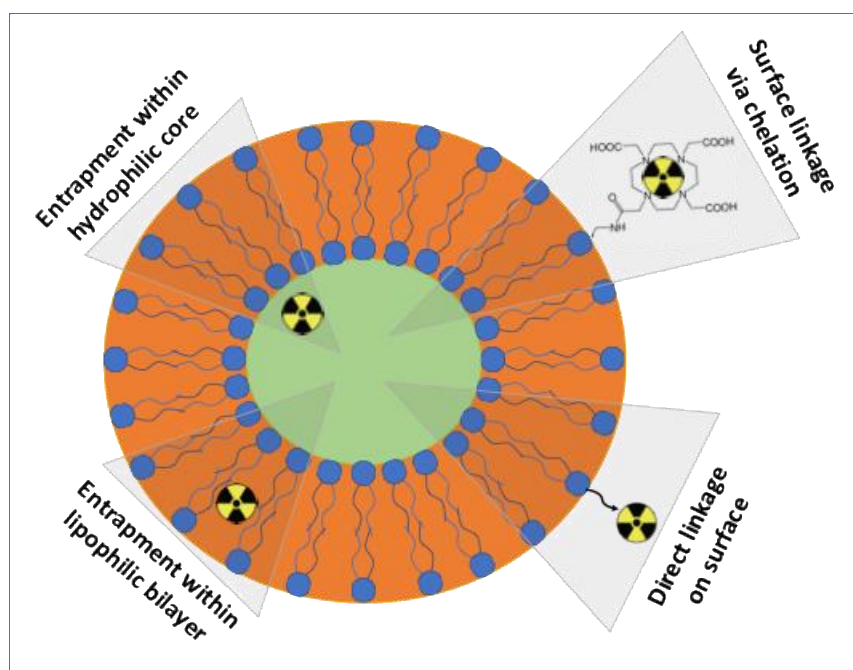 Entrapment within
hydrophilic core
Surface linkage
via chelation
HOOC
COOH
N
N
N
N
O
NH
COOH
Entrapment within
lipophilic bilayer
Direct linkage
on surface